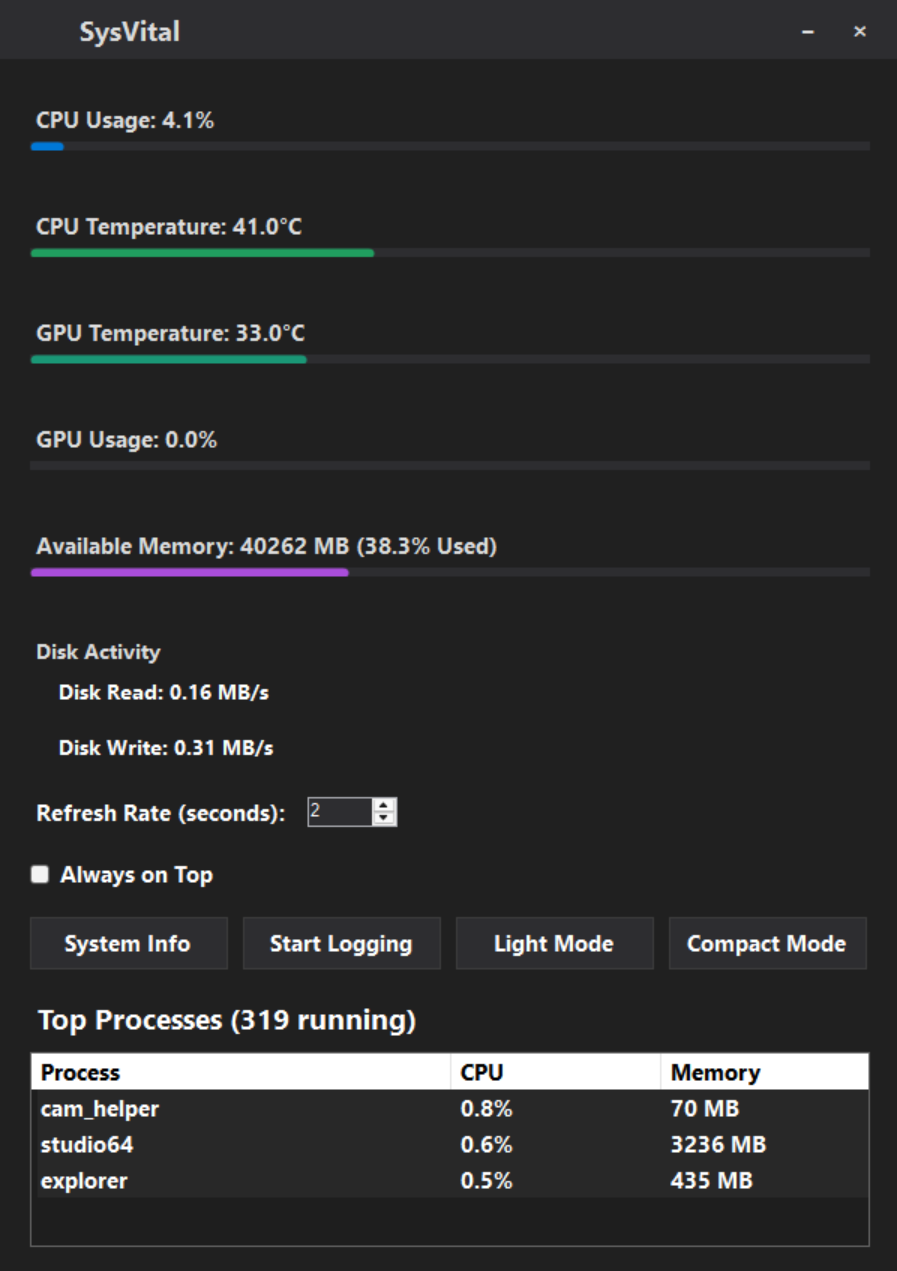 SysVital
CPU Usage: 4.1%
CPU Temperature: 41.0°C
GPU Temperature: 33.0°C
GPU Usage: 0.0%
Available Memory: 40262 MB (38.3% Used)
Disk Activity
Disk Read: 0.16 MB/s
Disk Write: 0.31 MB/s
Refresh Rate (seconds): 2
Always on Top
System Info Start Logging Light Mode Compact Mode
Top Processes (319 running)
Process CPU Memory
cam_helper 0.8% 70 MB
studio64 0.6% 3236 MB
explorer 0.5% 435 MB